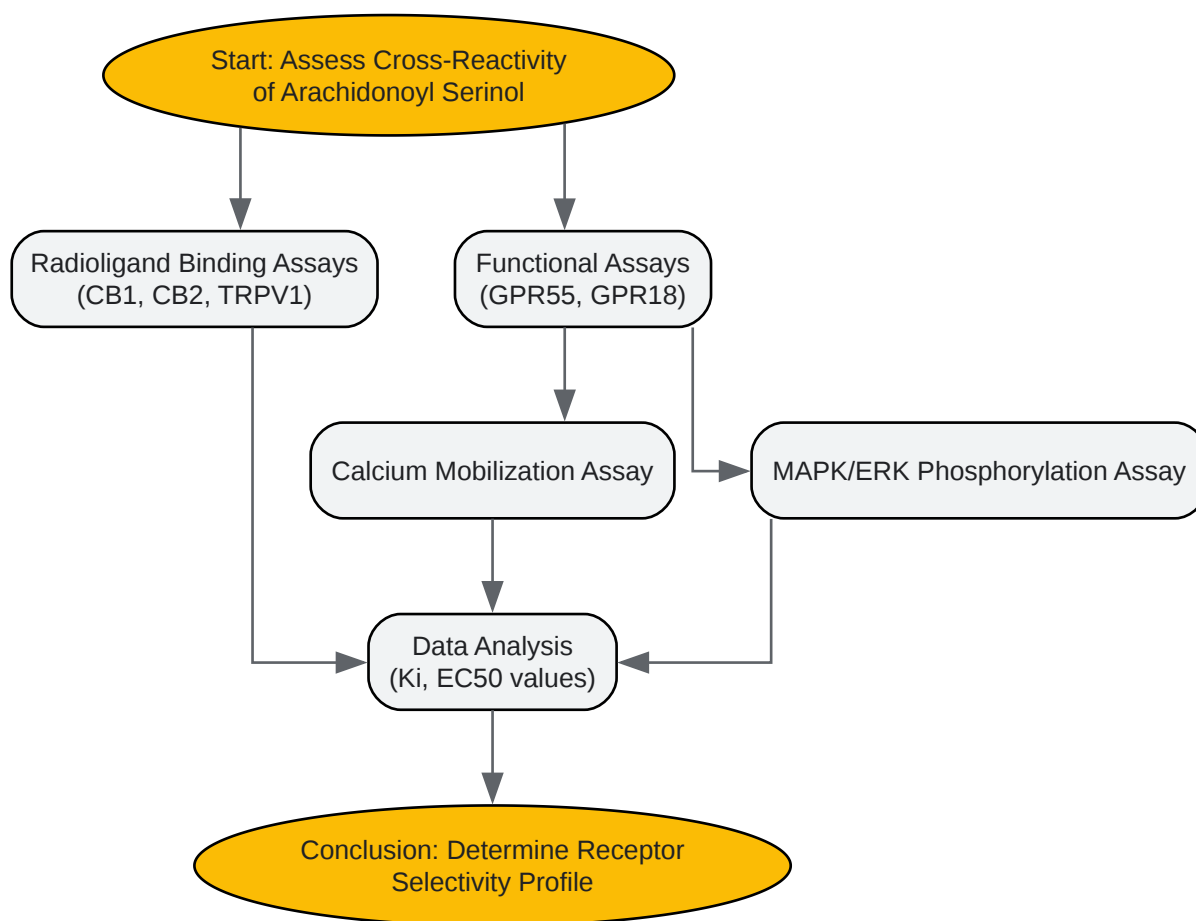 Start: Assess Cross-Reactivity
of Arachidonoyl Serinol
Radioligand Binding Assays
(CB1, CB2, TRPV1)
Functional Assays
(GPR55, GPR18)
Calcium Mobilization Assay
MAPK/ERK Phosphorylation Assay
Data Analysis
(Ki, EC50 values)
Conclusion: Determine Receptor
Selectivity Profile